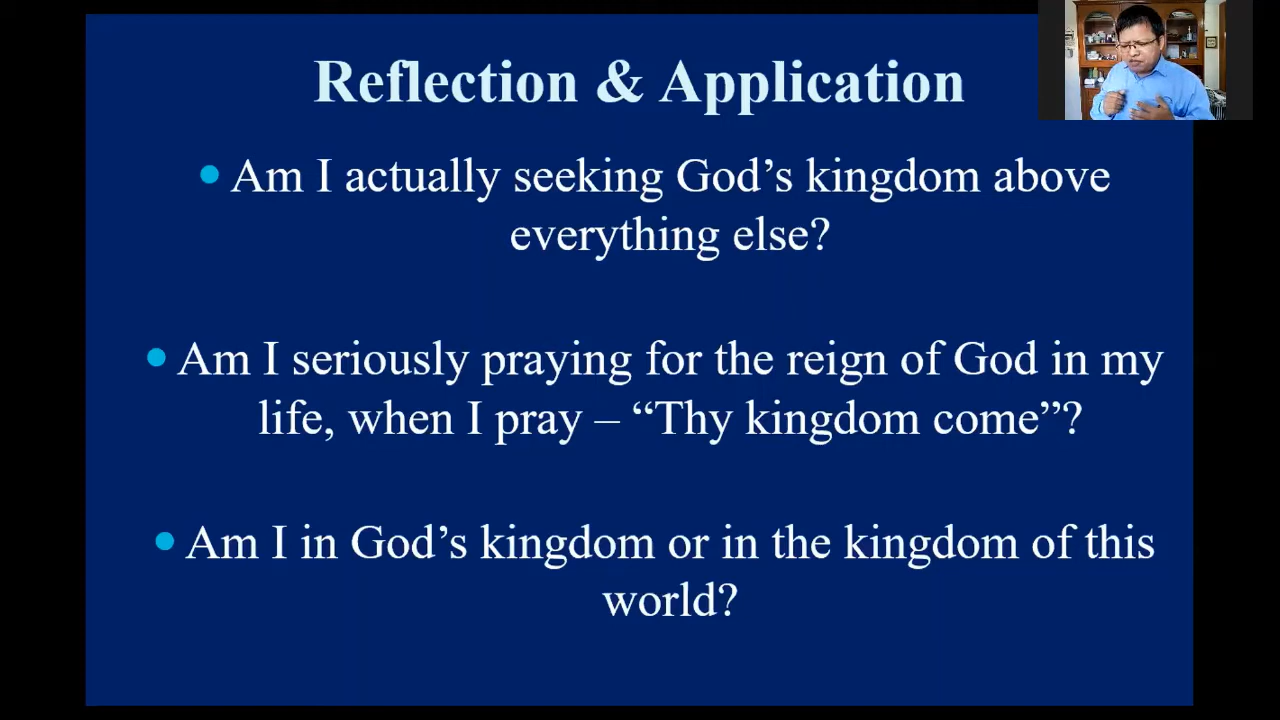 Reflection & Application
• Am I actually seeking God’s kingdom above
everything else?
• Am I seriously praying for the reign of God in my
life, when I pray – “Thy kingdom come”?
• Am I in God’s kingdom or in the kingdom of this
world?